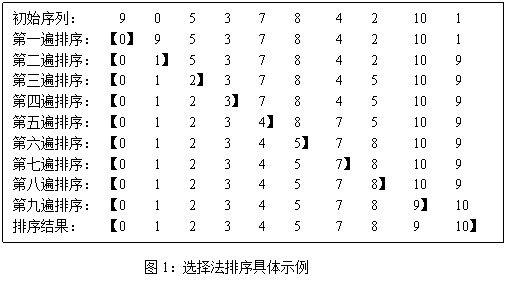 初始序列： 9 0 5 3 7 8 4 2 10 1
第一遍排序：【0】 9 5 3 7 8 4 2 10 1
第二遍排序：【0 1】 5 3 7 8 4 2 10 9
第三遍排序：【0 1 2】 3 7 8 4 5 10 9
第四遍排序：【0 1 2 3】 7 8 4 5 10 9
第五遍排序：【0 1 2 3 4】 8 7 5 10 9
第六遍排序：【0 1 2 3 4 5】 7 8 10 9
第七遍排序：【0 1 2 3 4 5 7】 8 10 9
第八遍排序：【0 1 2 3 4 5 7 8】 10 9
第九遍排序：【0 1 2 3 4 5 7 8 9】 10
排序结果： 【0 1 2 3 4 5 7 8 9 10】
图1：选择法排序具体示例